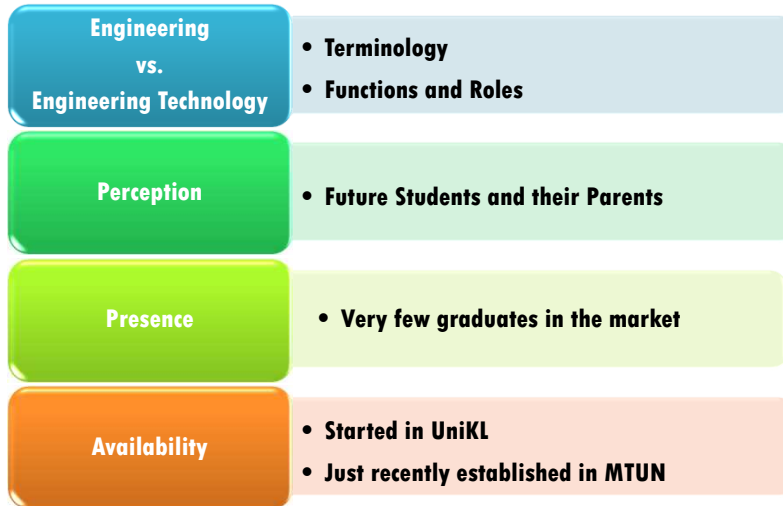 Engineering
vs.
Engineering Technology
• Terminology
• Functions and Roles
Perception
• Future Students and their Parents
Presence
• Very few graduates in the market
Availability
• Started in UniKL
• Just recently established in MTUN